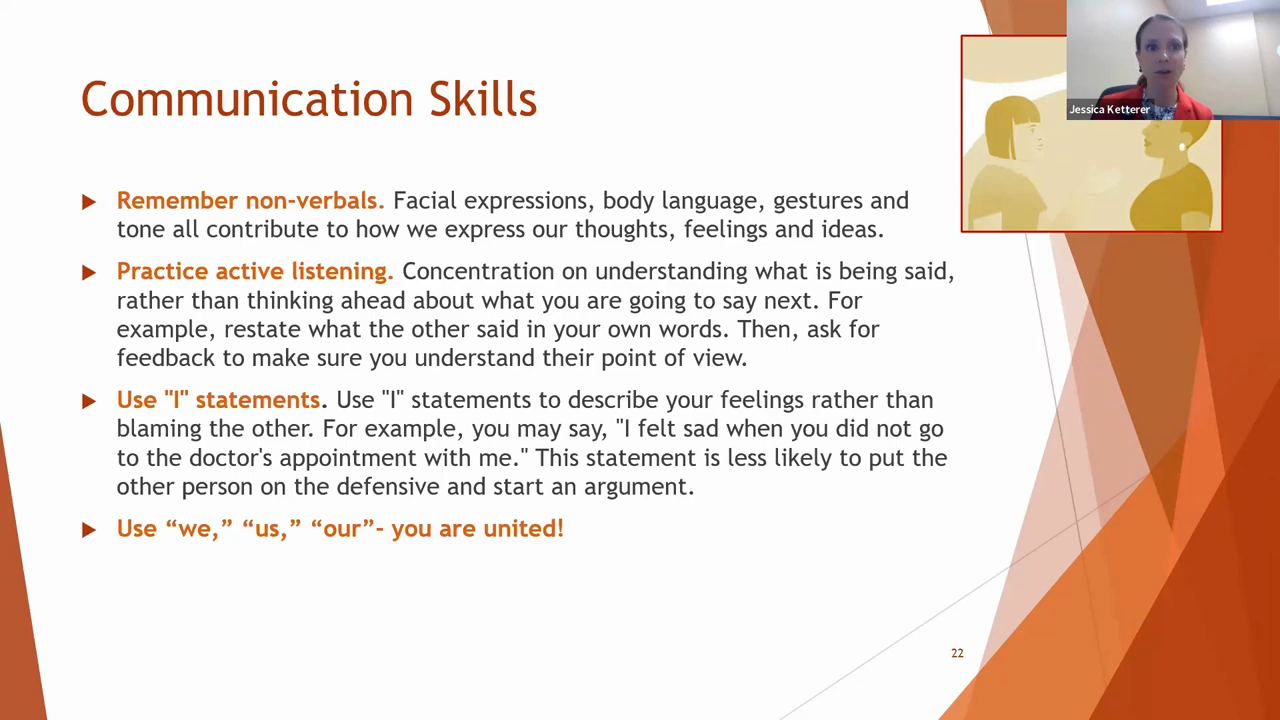 Communication Skills
Jessica Ketterer
Remember non-verbals. Facial expressions, body language, gestures and
tone all contribute to how we express our thoughts, feelings and ideas.
Practice active listening. Concentration on understanding what is being said,
rather than thinking ahead about what you are going to say next. For
example, restate what the other said in your own words. Then, ask for
feedback to make sure you understand their point of view.
Use "I" statements. Use "I" statements to describe your feelings rather than
blaming the other. For example, you may say, "I felt sad when you did not go
to the doctor's appointment with me." This statement is less likely to put the
other person on the defensive and start an argument.
Use “we,” “us,” “our”- you are united!
22